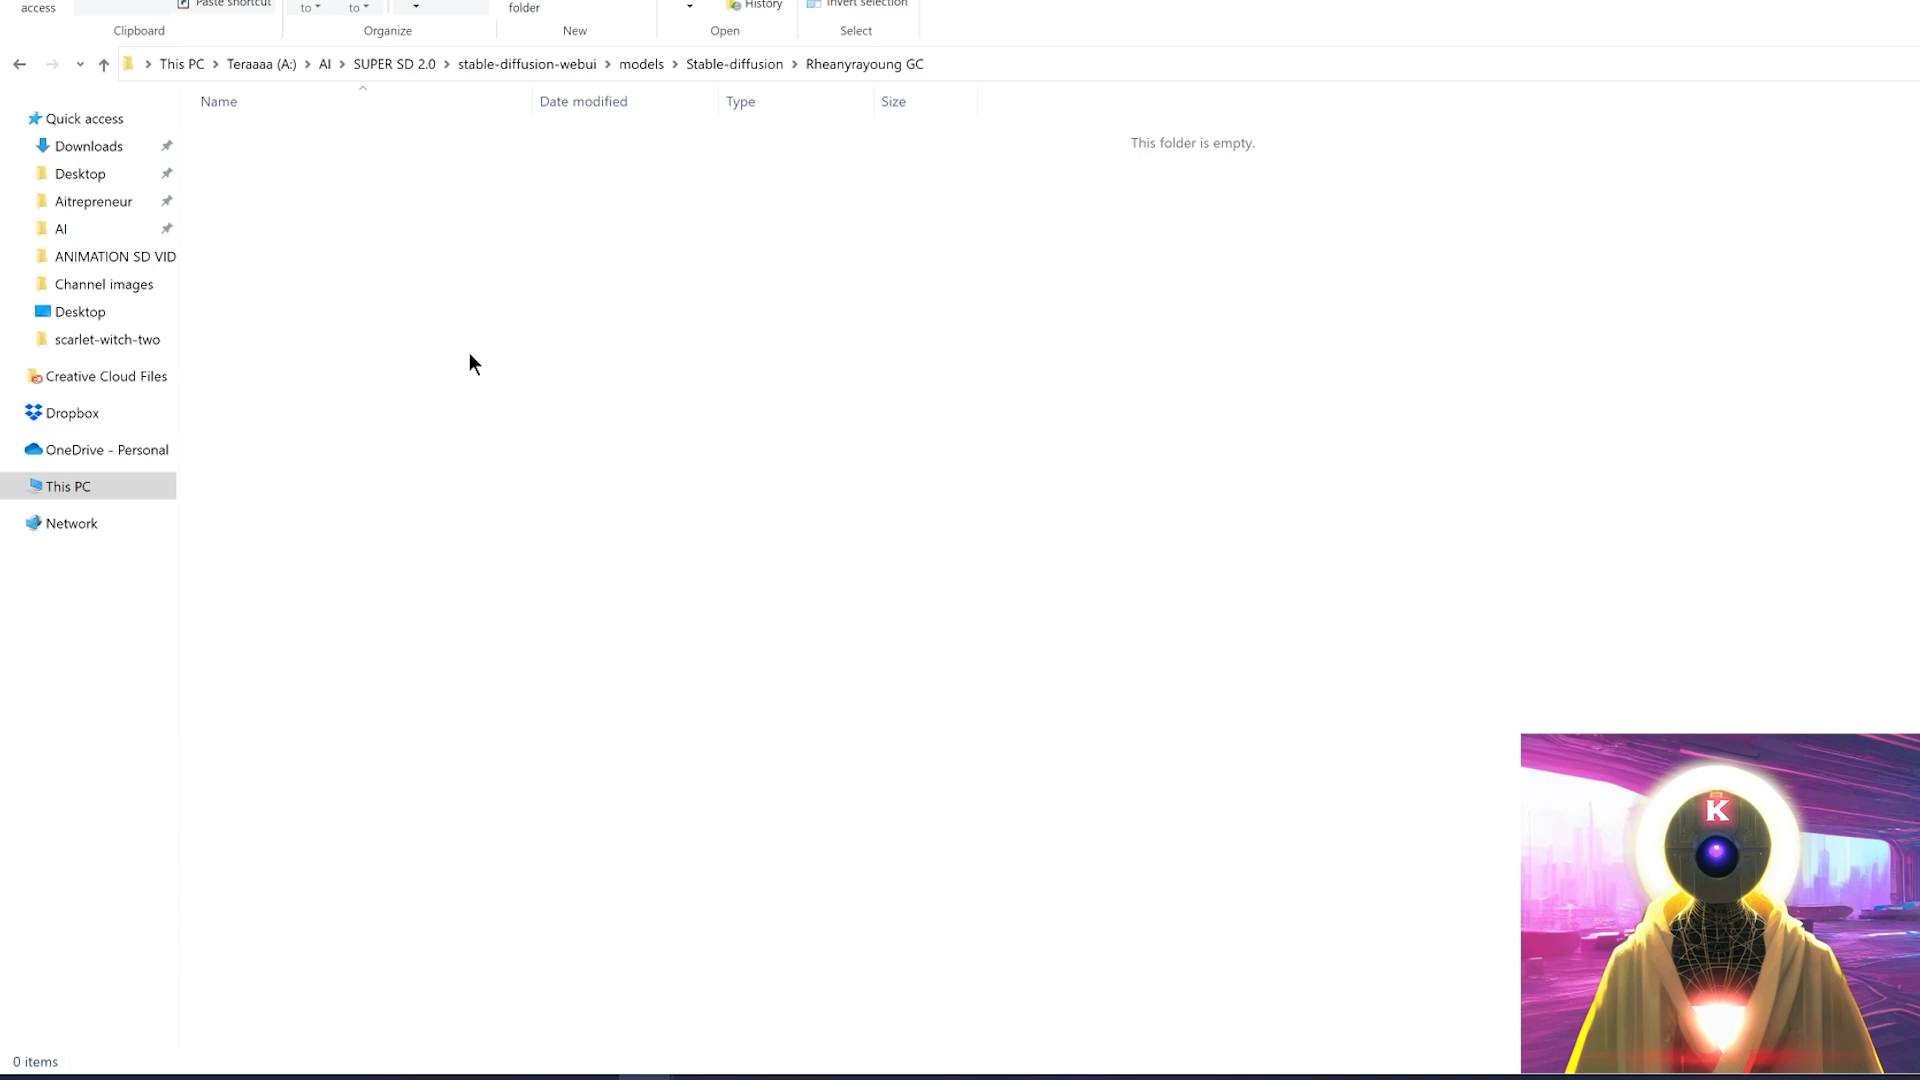 access
Paste shortcut
to
to
folder
History
Invert selection
Clipboard
Organize
New
Open
Select
This PC
Teraaaa (A:)
AI
SUPER SD 2.0
stable-diffusion-webui
models
Stable-diffusion
Rheanyrayoung GC
Name
Date modified
Type
Size
This folder is empty.
Quick access
Downloads
Desktop
Aitrepreneur
AI
ANIMATION SD VID
Channel images
Desktop
scarlet-witch-two
Creative Cloud Files
Dropbox
OneDrive - Personal
This PC
Network
0 items
K